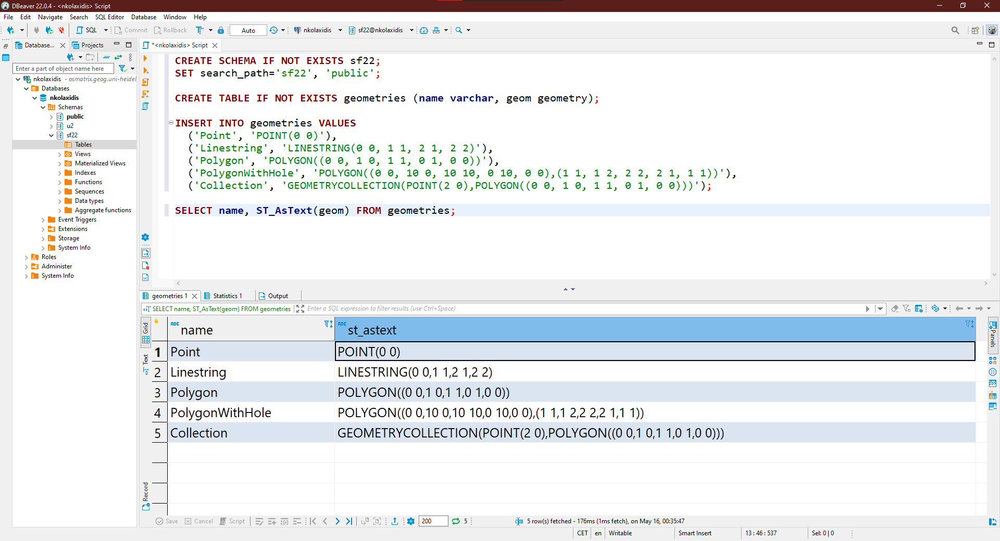 DBeaver 22.0.4 - <nkolaxidis> Script
File Edit Navigate Search SQL Editor Database Window Help
SQL Commit Rollback Auto nkolaxidis sf22@nkolaxidis
Database... Projects
*<nkolaxidis> Script
Enter a part of object name here
nkolaxidis - osmatrix.geog.uni-heidel
Databases
nkolaxidis
Schemas
public
u2
sf22
Tables
Views
Materialized Views
Indexes
Functions
Sequences
Data types
Aggregate functions
Event Triggers
Extensions
Storage
System Info
Roles
Administer
System Info
CREATE SCHEMA IF NOT EXISTS sf22;
SET search_path='sf22', 'public';
CREATE TABLE IF NOT EXISTS geometries (name varchar, geom geometry);
INSERT INTO geometries VALUES
('Point', 'POINT(0 0)'),
('Linestring', 'LINESTRING(0 0, 1 1, 2 1, 2 2)'),
('Polygon', 'POLYGON((0 0, 1 0, 1 1, 0 1, 0 0))'),
('PolygonWithHole', 'POLYGON((0 0, 10 0, 10 10, 0 10, 0 0),(1 1, 1 2, 2 2, 2 1, 1 1))'),
('Collection', 'GEOMETRYCOLLECTION(POINT(2 0),POLYGON((0 0, 1 0, 1 1, 0 1, 0 0)))');
SELECT name, ST_AsText(geom) FROM geometries;
geometries 1 Statistics 1 Output
SELECT name, ST_AsText(geom) FROM geometries Enter a SQL expression to filter results (use Ctrl+Space)
Grid
Text
Record
Panels
ABC name ABC st_astext
1 Point POINT(0 0)
2 Linestring LINESTRING(0 0,1 1,2 1,2 2)
3 Polygon POLYGON((0 0,1 0,1 1,0 1,0 0))
4 PolygonWithHole POLYGON((0 0,10 0,10 10,0 10,0 0),(1 1,1 2,2 2,2 1,1 1))
5 Collection GEOMETRYCOLLECTION(POINT(2 0),POLYGON((0 0,1 0,1 1,0 1,0 0)))
Save Cancel Script 200 5 5 row(s) fetched - 176ms (1ms fetch), on May 16, 00:35:47
CET en Writable Smart Insert 13 : 46 : 537 Sel: 0 | 0